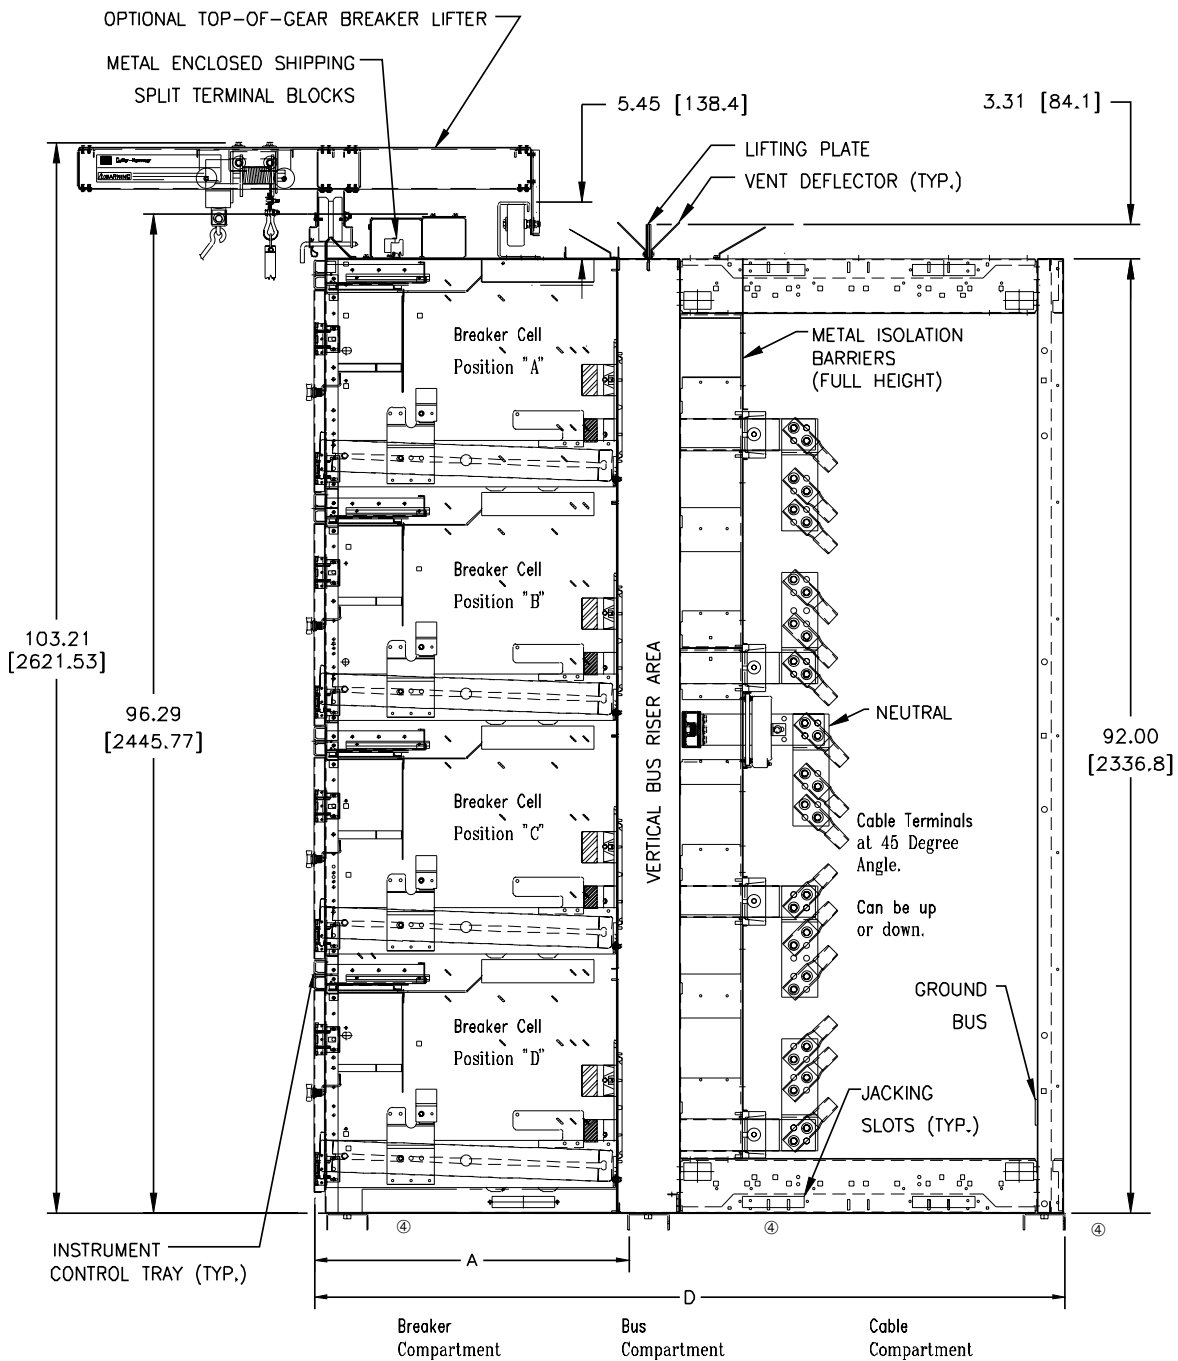 OPTIONAL TOP-OF-GEAR BREAKER LIFTER
METAL ENCLOSED SHIPPING
SPLIT TERMINAL BLOCKS
5.45 [138.4]
3.31 [84.1]
LIFTING PLATE
VENT DEFLECTOR (TYP.)
WARNING
Breaker Cell
Position "A"
METAL ISOLATION
BARRIERS
(FULL HEIGHT)
Breaker Cell
Position "B"
103.21
[2621.53]
96.29
[2445.77]
VERTICAL BUS RISER AREA
NEUTRAL
92.00
[2336.8]
Breaker Cell
Position "C"
Cable Terminals
at 45 Degree
Angle.
Can be up
or down.
GROUND
BUS
Breaker Cell
Position "D"
JACKING
SLOTS (TYP.)
④
④
④
INSTRUMENT
CONTROL TRAY (TYP.)
A
D
Breaker
Compartment
Bus
Compartment
Cable
Compartment